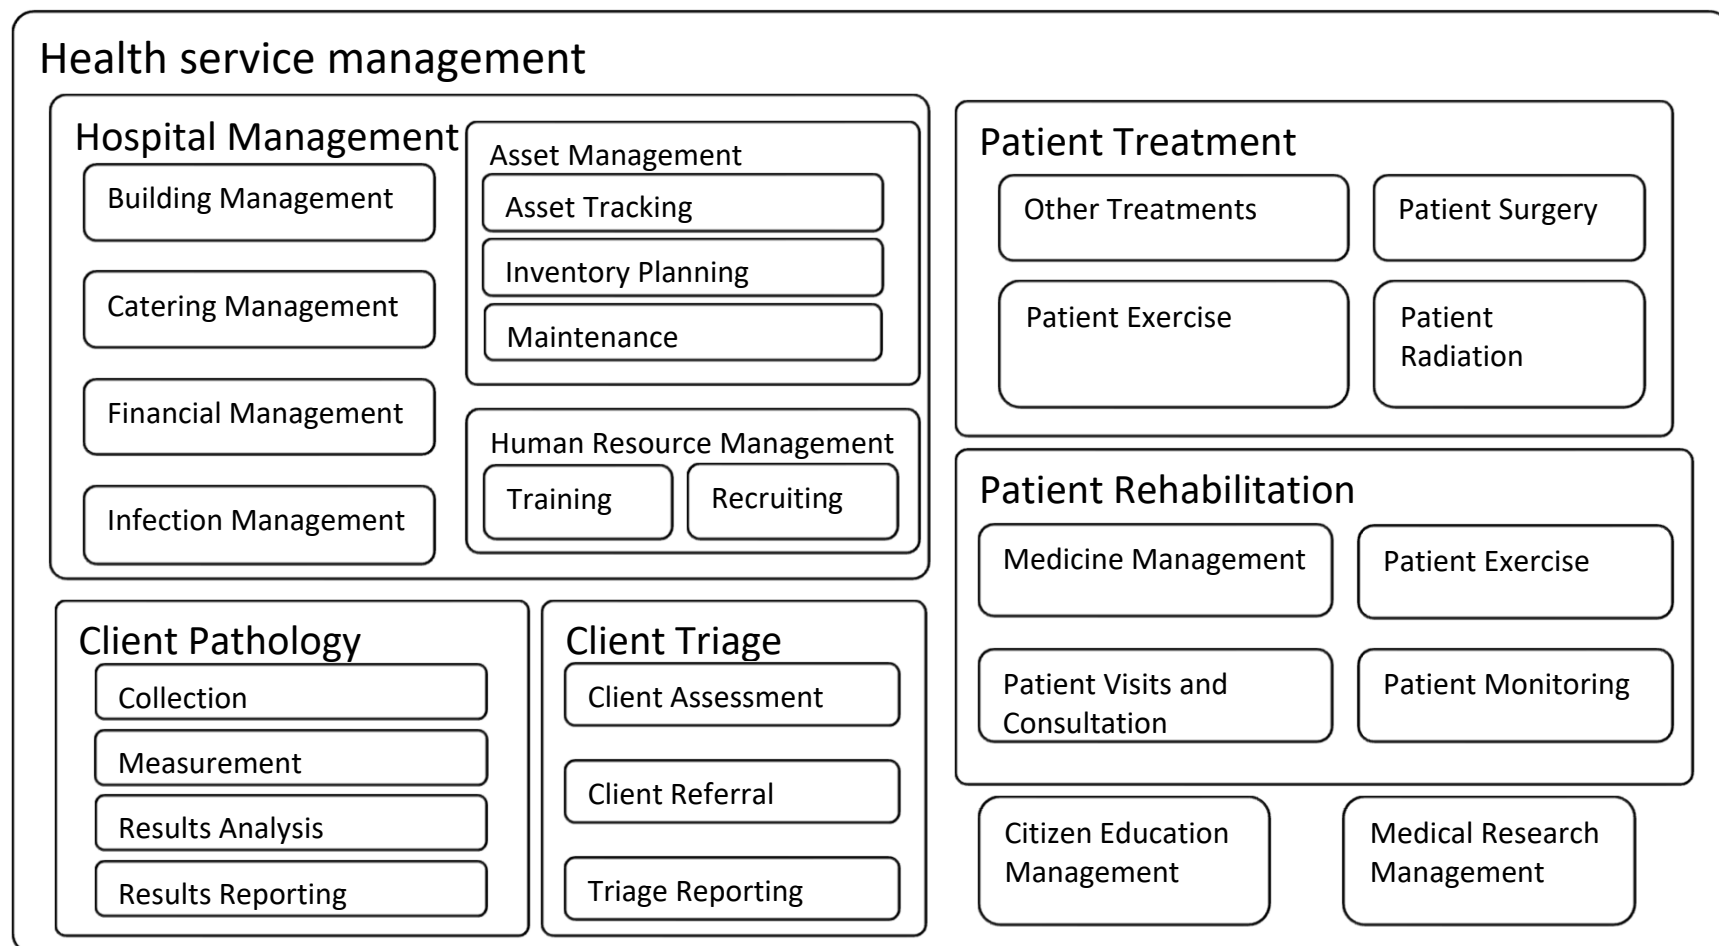 Health service management
Hospital Management
Building Management
Catering Management
Financial Management
Infection Management
Asset Management
Asset Tracking
Inventory Planning
Maintenance
Human Resource Management
Training
Recruiting
Patient Treatment
Other Treatments
Patient Surgery
Patient Exercise
Patient
Radiation
Patient Rehabilitation
Medicine Management
Patient Exercise
Patient Visits and
Consultation
Patient Monitoring
Client Pathology
Collection
Measurement
Results Analysis
Results Reporting
Client Triage
Client Assessment
Client Referral
Triage Reporting
Citizen Education
Management
Medical Research
Management